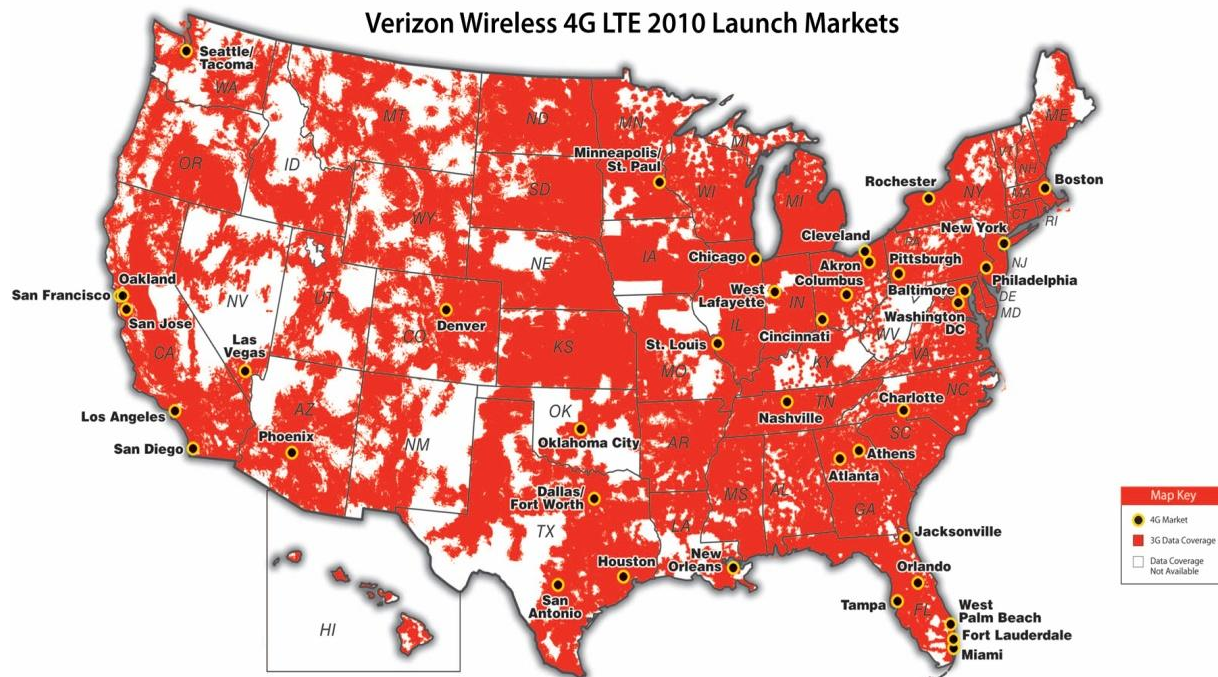 Verizon Wireless 4G LTE 2010 Launch Markets
Seattle/
Tacoma
WA
MT
ND
MN
MI
ME
Minneapolis/
St. Paul
OR
ID
SD
WI
MI
Rochester
NY
VT
NH
MA
Boston
CT
RI
WY
Cleveland
New York
Chicago
IA
NE
Akron
PA
Pittsburgh
NJ
Philadelphia
Oakland
San Francisco
San Jose
NV
UT
Columbus
West
Lafayette
IN
Baltimore
DE
MD
Washington
DC
Denver
CO
IL
Cincinnati
WV
VA
Las
Vegas
CA
KS
St. Louis
MO
KY
Los Angeles
AZ
OK
Oklahoma City
TN
Nashville
NC
Charlotte
San Diego
Phoenix
NM
AR
SC
Athens
Atlanta
Dallas/
Fort Worth
MS
AL
GA
TX
LA
Jacksonville
Houston
New
Orleans
Orlando
San
Antonio
Tampa
FL
West
Palm Beach
Fort Lauderdale
Miami
HI
Map Key
4G Market
3G Data Coverage
Data Coverage
Not Available